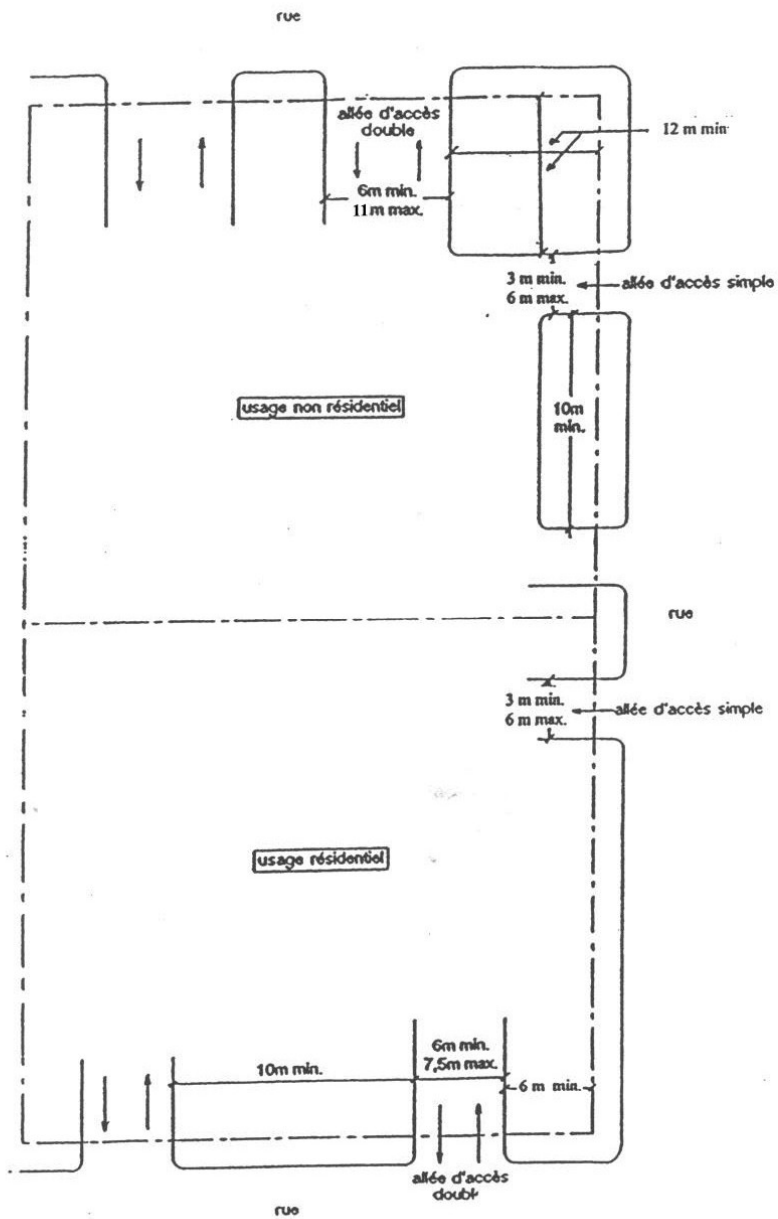 rue
allée d'accès
double
12 m min
6m min.
11m max.
3 m min.
6 m max.
allée d'accès simple
usage non résidentiel
10m
min.
rue
3 m min.
6 m max.
allée d'accès simple
usage résidentiel
6m min.
7,5m max.
10m min.
6 m min.
allée d'accès
doubl
rue